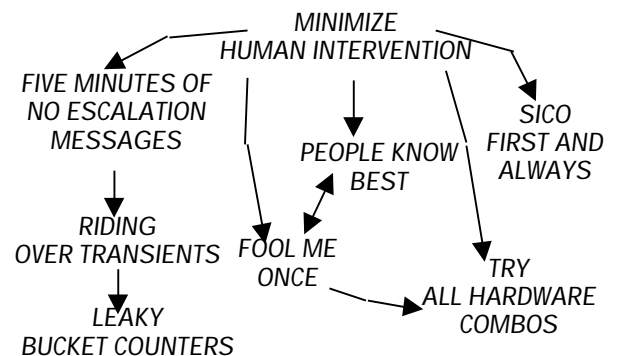 MINIMIZE
HUMAN INTERVENTION
FIVE MINUTES OF
NO ESCALATION
MESSAGES
SICO
FIRST AND
ALWAYS
PEOPLE KNOW
BEST
RIDING
OVER TRANSIENTS
FOOL ME
ONCE
TRY
ALL HARDWARE
COMBOS
LEAKY
BUCKET COUNTERS